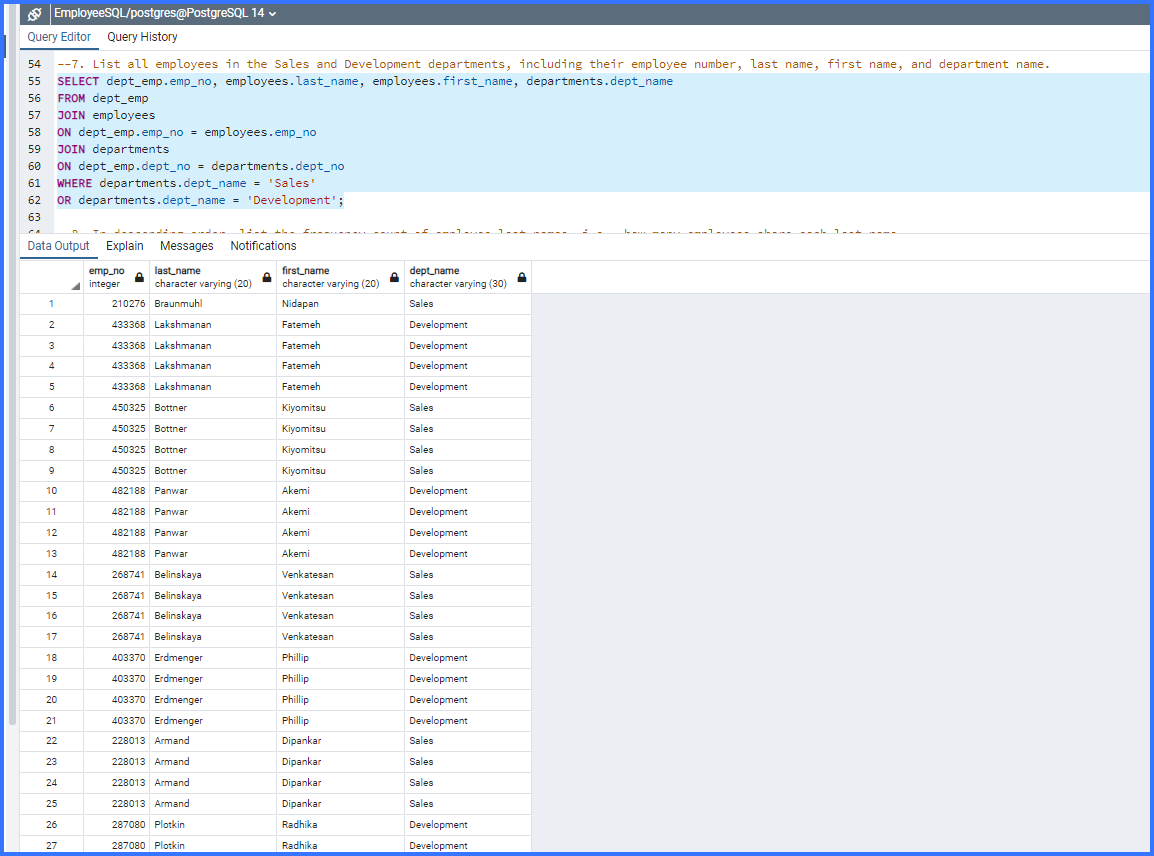 EmployeeSQL/postgres@PostgreSQL 14
Query Editor Query History
54 --7. List all employees in the Sales and Development departments, including their employee number, last name, first name, and department name.
55 SELECT dept_emp.emp_no, employees.last_name, employees.first_name, departments.dept_name
56 FROM dept_emp
57 JOIN employees
58 ON dept_emp.emp_no = employees.emp_no
59 JOIN departments
60 ON dept_emp.dept_no = departments.dept_no
61 WHERE departments.dept_name = 'Sales'
62 OR departments.dept_name = 'Development';
63
Data Output Explain Messages Notifications
emp_no last_name first_name dept_name
integer character varying (20) character varying (20) character varying (30)
1 210276 Braunmuhl Nidapan Sales
2 433368 Lakshmanan Fatemeh Development
3 433368 Lakshmanan Fatemeh Development
4 433368 Lakshmanan Fatemeh Development
5 433368 Lakshmanan Fatemeh Development
6 450325 Bottner Kiyomitsu Sales
7 450325 Bottner Kiyomitsu Sales
8 450325 Bottner Kiyomitsu Sales
9 450325 Bottner Kiyomitsu Sales
10 482188 Panwar Akemi Development
11 482188 Panwar Akemi Development
12 482188 Panwar Akemi Development
13 482188 Panwar Akemi Development
14 268741 Belinskaya Venkatesan Sales
15 268741 Belinskaya Venkatesan Sales
16 268741 Belinskaya Venkatesan Sales
17 268741 Belinskaya Venkatesan Sales
18 403370 Erdmenger Phillip Development
19 403370 Erdmenger Phillip Development
20 403370 Erdmenger Phillip Development
21 403370 Erdmenger Phillip Development
22 228013 Armand Dipankar Sales
23 228013 Armand Dipankar Sales
24 228013 Armand Dipankar Sales
25 228013 Armand Dipankar Sales
26 287080 Plotkin Radhika Development
27 287080 Plotkin Radhika Development